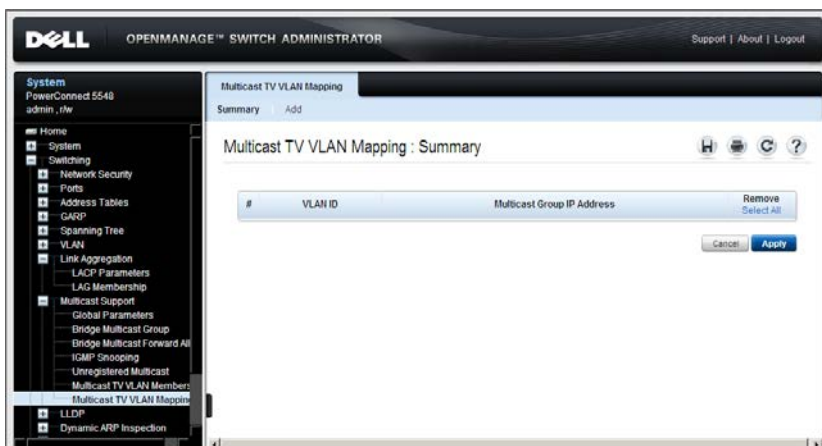 DELL OPENMANAGE™ SWITCH ADMINISTRATOR Support | About | Logout
System
PowerConnect 5548
admin , r/w
Home
System
Switching
Network Security
Ports
Address Tables
GARP
Spanning Tree
VLAN
Link Aggregation
LACP Parameters
LAG Membership
Multicast Support
Global Parameters
Bridge Multicast Group
Bridge Multicast Forward All
IGMP Snooping
Unregistered Multicast
Multicast TV VLAN Members
Multicast TV VLAN Mappin
LLDP
Dynamic ARP Inspection
Multicast TV VLAN Mapping
Summary Add
Multicast TV VLAN Mapping : Summary
# VLAN ID Multicast Group IP Address Remove
Select All
Cancel Apply